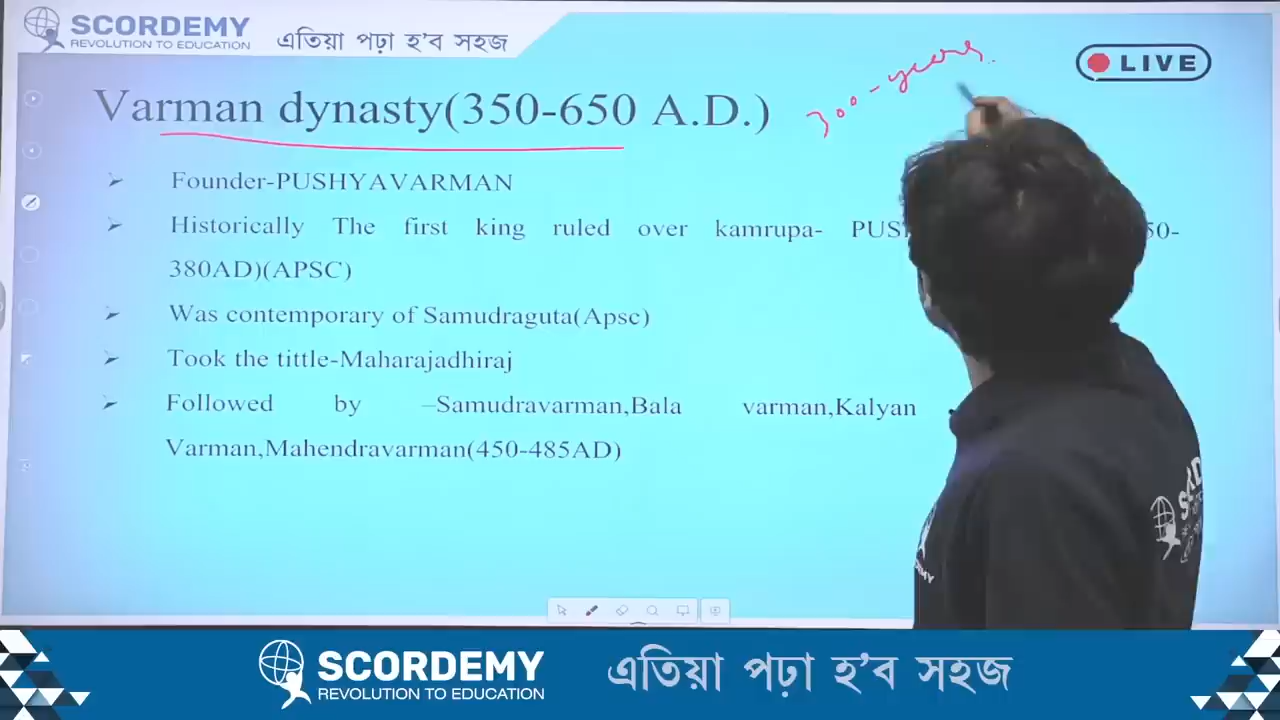 SCORDEMY
REVOLUTION TO EDUCATION
এতিয়া পঢ়া হ'ব সহজ
LIVE
300 - years
Varman dynasty(350-650 A.D.)
Founder-PUSHYAVARMAN
Historically The first king ruled over kamrupa-
380AD)(APSC)
Was contemporary of Samudraguta(Apsc)
Took the tittle-Maharajadhiraj
Followed by –Samudravarman,Bala varman,Kalyan
Varman,Mahendravarman(450-485AD)
SCORDEMY
REVOLUTION TO EDUCATION
এতিয়া পঢ়া হ'ব সহজ